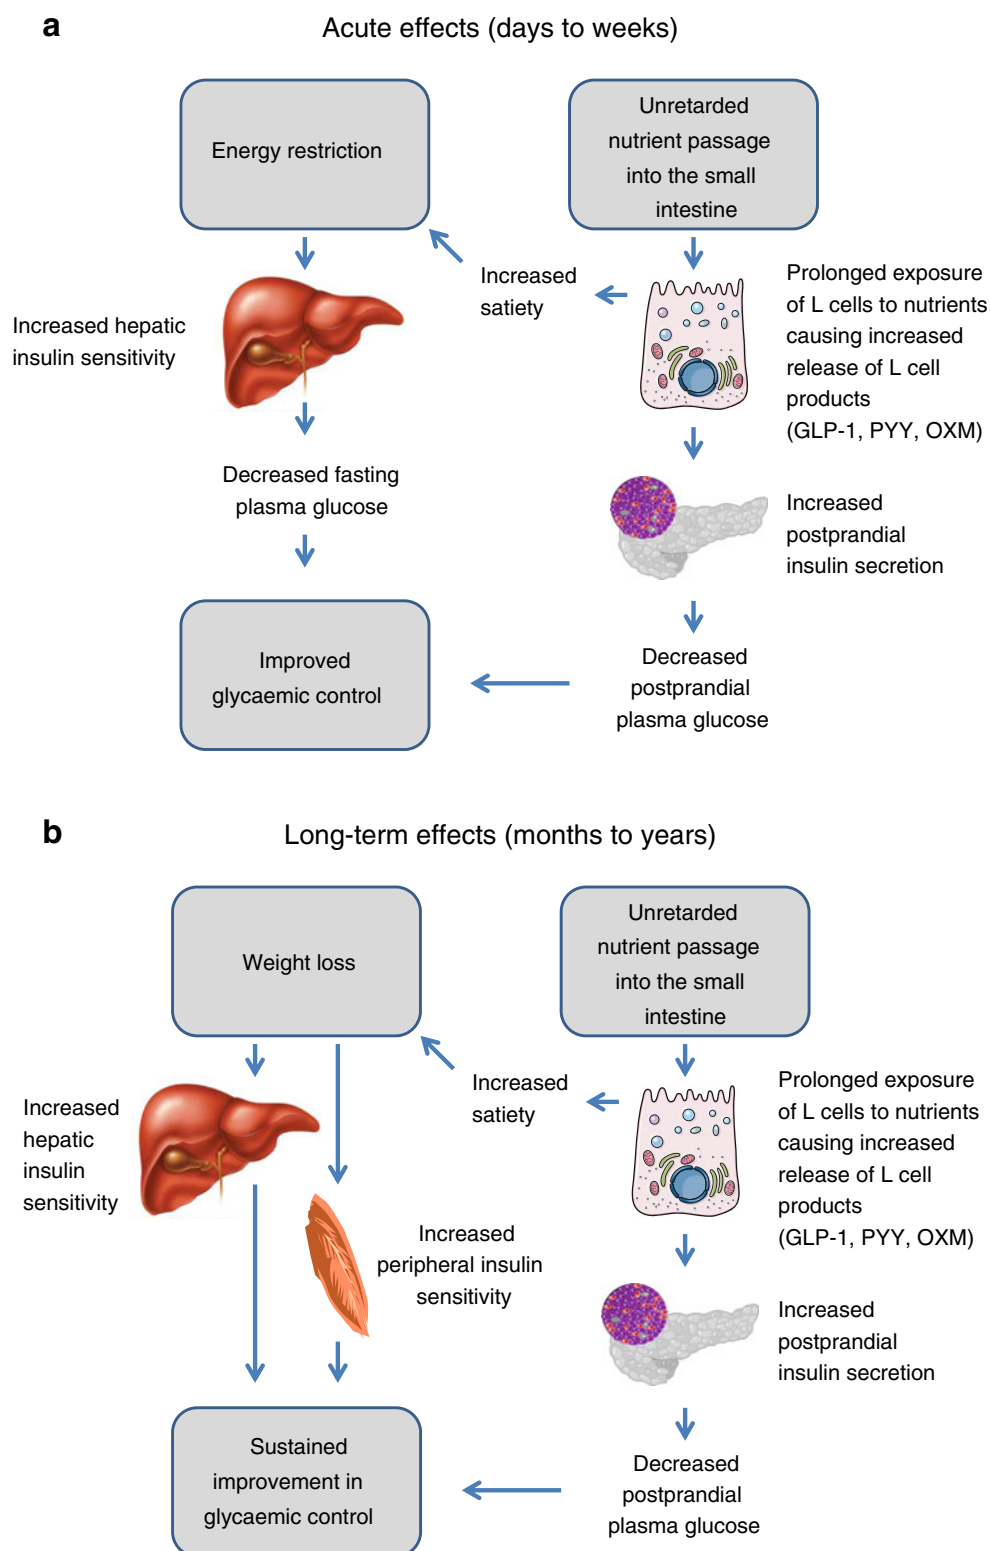 a
Acute effects (days to weeks)
Energy restriction
Unretarded
nutrient passage
into the small
intestine
Increased
satiety
Prolonged exposure
of L cells to nutrients
causing increased
release of L cell
products
(GLP-1, PYY, OXM)
Increased hepatic
insulin sensitivity
Decreased fasting
plasma glucose
Increased
postprandial
insulin secretion
Improved
glycaemic control
Decreased
postprandial
plasma glucose
b
Long-term effects (months to years)
Weight loss
Unretarded
nutrient passage
into the small
intestine
Increased
satiety
Prolonged exposure
of L cells to nutrients
causing increased
release of L cell
products
(GLP-1, PYY, OXM)
Increased
hepatic
insulin
sensitivity
Increased
peripheral insulin
sensitivity
Increased
postprandial
insulin secretion
Sustained
improvement in
glycaemic control
Decreased
postprandial
plasma glucose